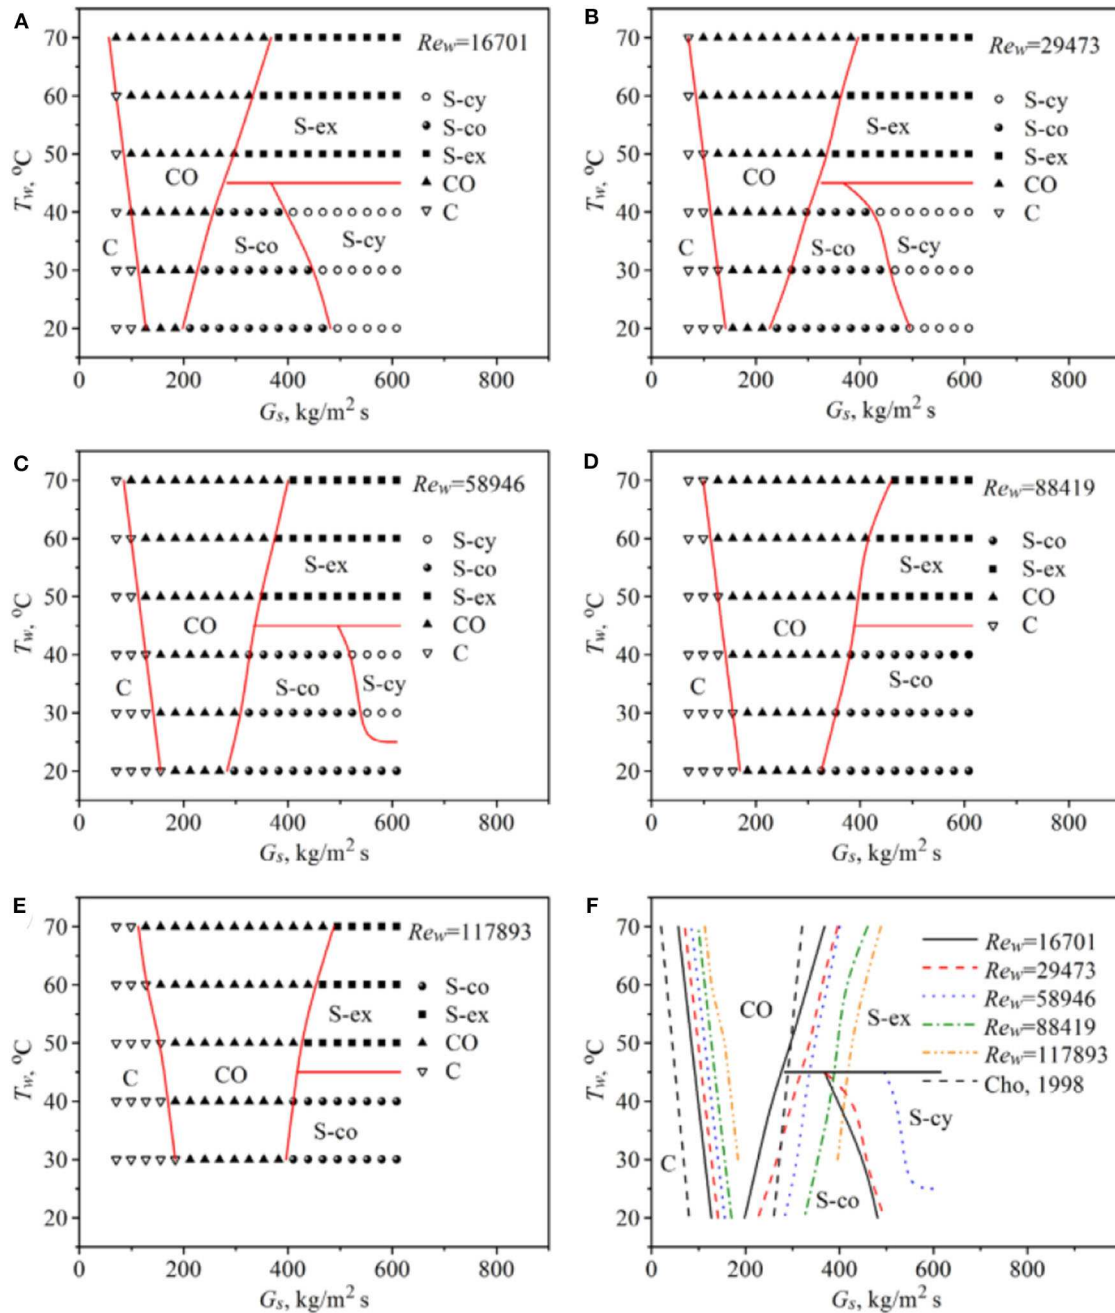 A
Rew=16701
S-cy
S-co
S-ex
CO
C
S-ex
CO
C
S-co
S-cy
70
60
50
40
30
20
Tw, °C
0 200 400 600 800
Gs, kg/m² s
B
Rew=29473
S-cy
S-co
S-ex
CO
C
S-ex
CO
C
S-co
S-cy
70
60
50
40
30
20
Tw, °C
0 200 400 600 800
Gs, kg/m² s
C
Rew=58946
S-cy
S-co
S-ex
CO
C
S-ex
CO
C
S-co
S-cy
70
60
50
40
30
20
Tw, °C
0 200 400 600 800
Gs, kg/m² s
D
Rew=88419
S-co
S-ex
CO
C
S-ex
CO
C
S-co
70
60
50
40
30
20
Tw, °C
0 200 400 600 800
Gs, kg/m² s
E
Rew=117893
S-co
S-ex
CO
C
S-ex
CO
C
S-co
70
60
50
40
30
20
Tw, °C
0 200 400 600 800
Gs, kg/m² s
F
Rew=16701
Rew=29473
Rew=58946
Rew=88419
Rew=117893
Cho, 1998
CO
S-ex
S-cy
C
S-co
70
60
50
40
30
20
Tw, °C
0 200 400 600 800
Gs, kg/m² s